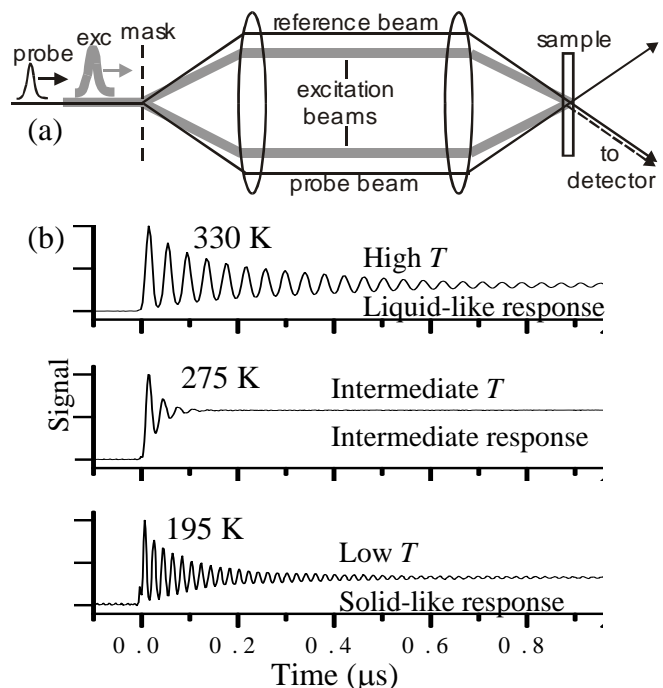 probe
exc
mask
reference beam
sample
excitation
beams
(a)
probe beam
to
detector
(b)
330 K
High T
Liquid-like response
275 K
Intermediate T
Intermediate response
Signal
195 K
Low T
Solid-like response
0.0 0.2 0.4 0.6 0.8
Time (μs)